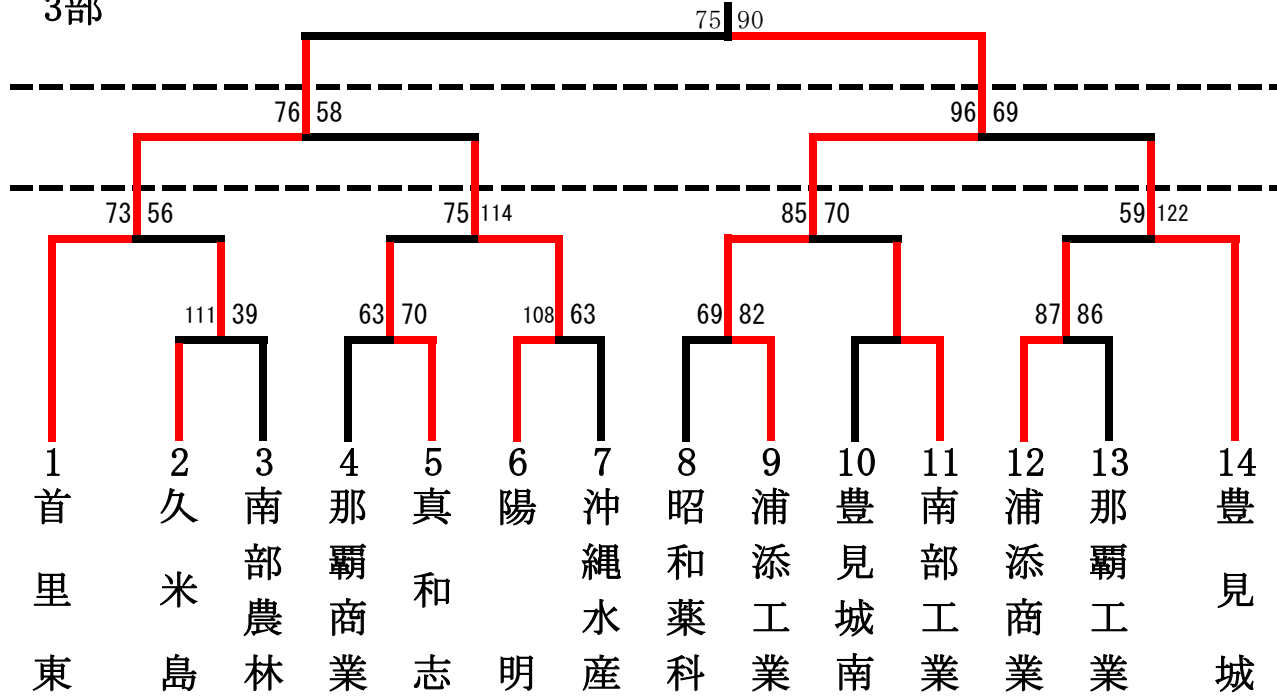 3部
75 90
76 58
96 69
73 56
75 114
85 70
59 122
111 39
63 70
108 63
69 82
87 86
1 2 3 4 5 6 7 8 9 10 11 12 13 14
首里東
久米島
南部農林
那覇商業
真和志
陽明
沖縄水産
昭和薬科
浦添工業
豊見城南
南部工業
浦添商業
那覇工業
豊見城